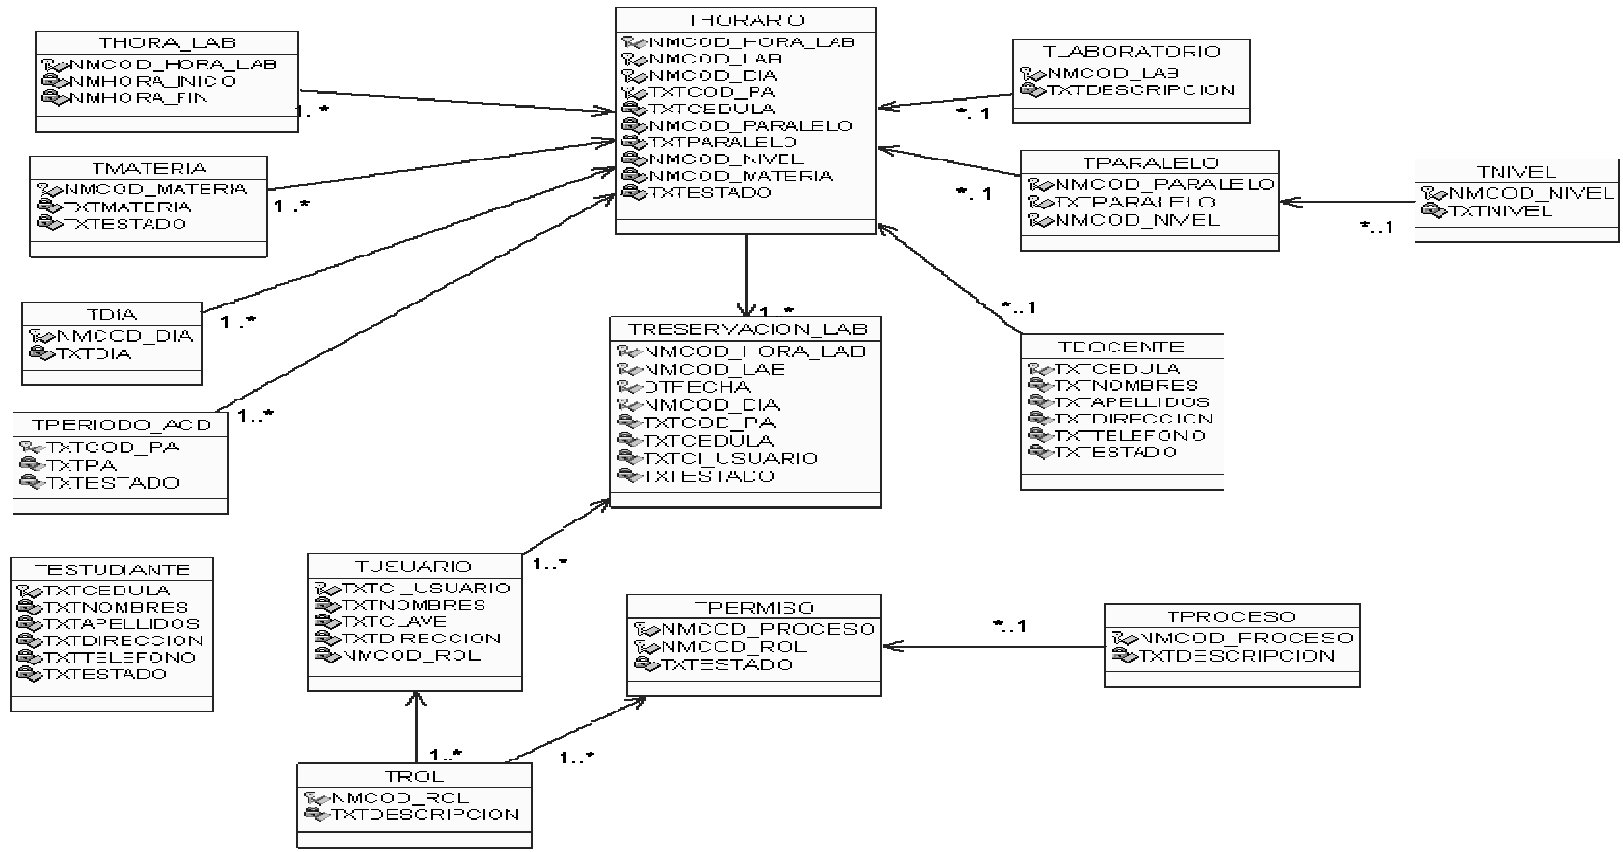 THORA_LAB
NMCOD_HORA_LAB
NMHORA_INICIO
NMHORA_FIN
1..*
TMATERIA
NMCOD_MATERIA
TXTMATERIA
TXTESTADO
1..*
TDIA
NMCOD_DIA
TXTDIA
1..*
TPERIODO_ACD
TXTCOD_PA
TXTPA
TXTESTADO
1..*
THORARIO
NMCOD_HORA_LAB
NMCOD_LAB
NMCOD_DIA
TXTCOD_PA
TXTCEDULA
NMCOD_PARALELO
TXTPARALELO
NMCOD_NIVEL
NMCOD_MATERIA
TXTESTADO
TLABORATORIO
NMCOD_LAB
TXTDESCRIPCION
*..1
TPARALELO
NMCOD_PARALELO
TXTPARALELO
NMCOD_NIVEL
*..1
TNIVEL
NMCOD_NIVEL
TXTNIVEL
*..1
1..*
TRESERVACION_LAB
NMCOD_HORA_LAB
NMCOD_LAB
DTFECHA
NMCOD_DIA
TXTCOD_PA
TXTCEDULA
TXTCI_USUARIO
TXTESTADO
*..1
TDOCENTE
TXTCEDULA
TXTNOMBRES
TXTAPELLIDOS
TXTDIRECCION
TXTTELEFONO
TXTESTADO
TESTUDIANTE
TXTCEDULA
TXTNOMBRES
TXTAPELLIDOS
TXTDIRECCION
TXTTELEFONO
TXTESTADO
1..*
TUSUARIO
TXTCI_USUARIO
TXTNOMBRES
TXTCLAVE
TXTDIRECCION
NMCOD_ROL
TPERMISO
NMCOD_PROCESO
NMCOD_ROL
TXTESTADO
*..1
TPROCESO
NMCOD_PROCESO
TXTDESCRIPCION
1..*
1..*
TROL
NMCOD_ROL
TXTDESCRIPCION